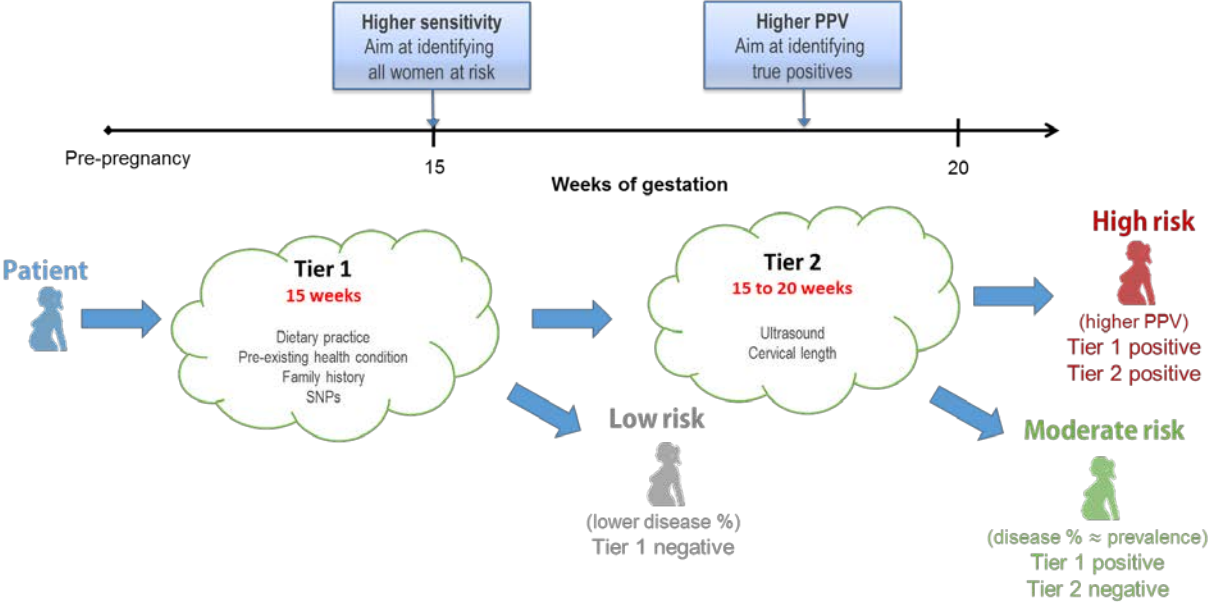 Higher sensitivity
Aim at identifying
all women at risk
Higher PPV
Aim at identifying
true positives
Pre-pregnancy
15
20
Weeks of gestation
Patient
Tier 1
15 weeks
Dietary practice
Pre-existing health condition
Family history
SNPs
Tier 2
15 to 20 weeks
Ultrasound
Cervical length
High risk
(higher PPV)
Tier 1 positive
Tier 2 positive
Low risk
(lower disease %)
Tier 1 negative
Moderate risk
(disease % ≈ prevalence)
Tier 1 positive
Tier 2 negative